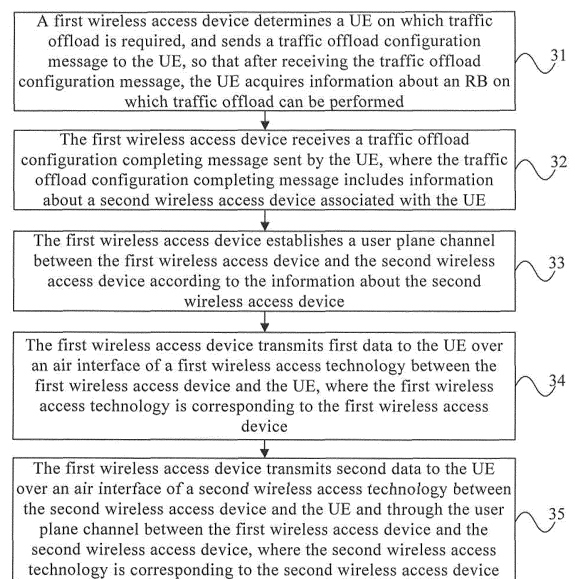 A first wireless access device determines a UE on which traffic
offload is required, and sends a traffic offload configuration
message to the UE, so that after receiving the traffic offload
configuration message, the UE acquires information about an RB on
which traffic offload can be performed
31
The first wireless access device receives a traffic offload
configuration completing message sent by the UE, where the traffic
offload configuration completing message includes information
about a second wireless access device associated with the UE
32
The first wireless access device establishes a user plane channel
between the first wireless access device and the second wireless
access device according to the information about the second
wireless access device
33
The first wireless access device transmits first data to the UE over
an air interface of a first wireless access technology between the
first wireless access device and the UE, where the first wireless
access technology is corresponding to the first wireless access
device
34
The first wireless access device transmits second data to the UE
over an air interface of a second wireless access technology between
the second wireless access device and the UE and through the user
plane channel between the first wireless access device and the
second wireless access device, where the second wireless access
technology is corresponding to the second wireless access device
35